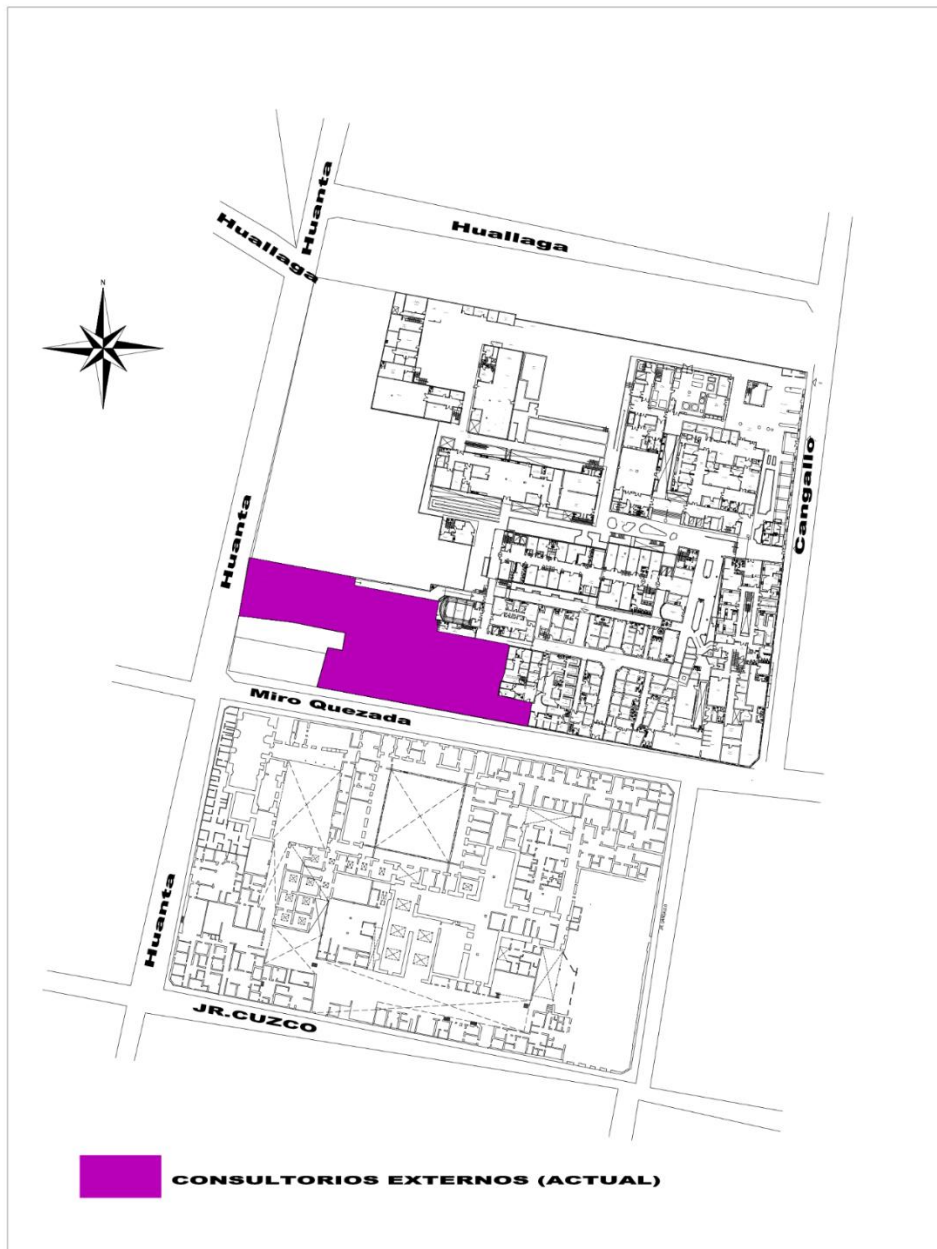 Huanta
Huallaga
Huallaga
N
Cangallo
Huanta
Miro Quezada
Huanta
JR.CUZCO
CONSULTORIOS EXTERNOS (ACTUAL)